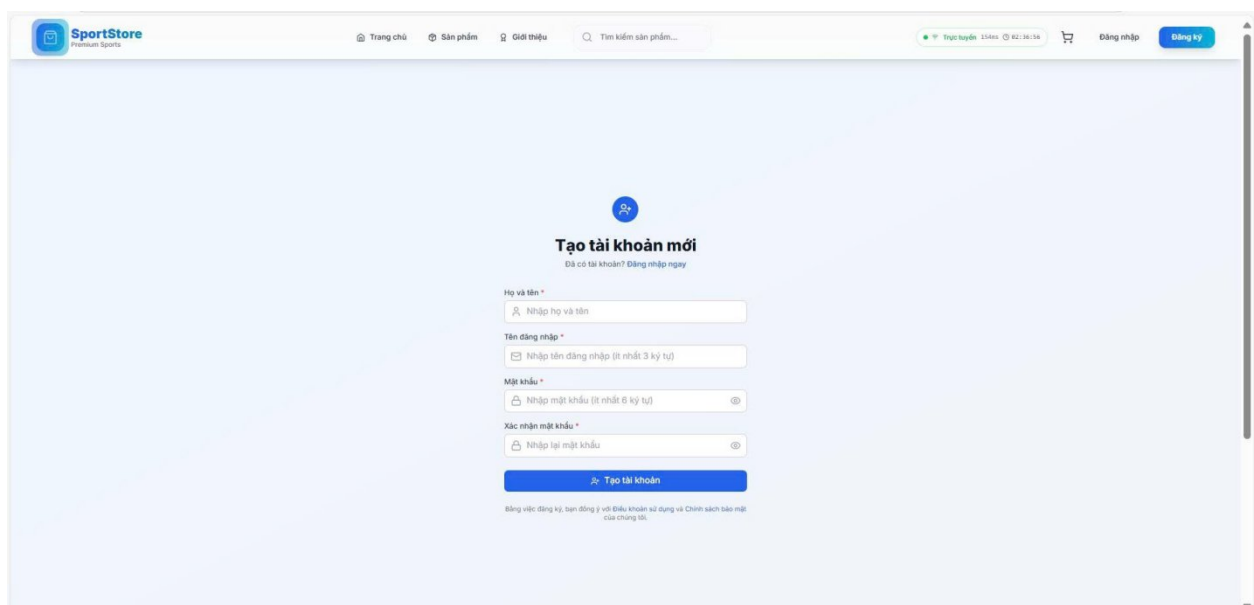 SportStore
Premium Sports
Trang chủ
Sản phẩm
Giới thiệu
Tìm kiếm sản phẩm...
Trực tuyến 154ms 02:36:56
Đăng nhập
Đăng ký
Tạo tài khoản mới
Đã có tài khoản? Đăng nhập ngay
Họ và tên *
Nhập họ và tên
Tên đăng nhập *
Nhập tên đăng nhập (ít nhất 3 ký tự)
Mật khẩu *
Nhập mật khẩu (ít nhất 6 ký tự)
Xác nhận mật khẩu *
Nhập lại mật khẩu
Tạo tài khoản
Bằng việc đăng ký, bạn đồng ý với Điều khoản sử dụng và Chính sách bảo mật
của chúng tôi.